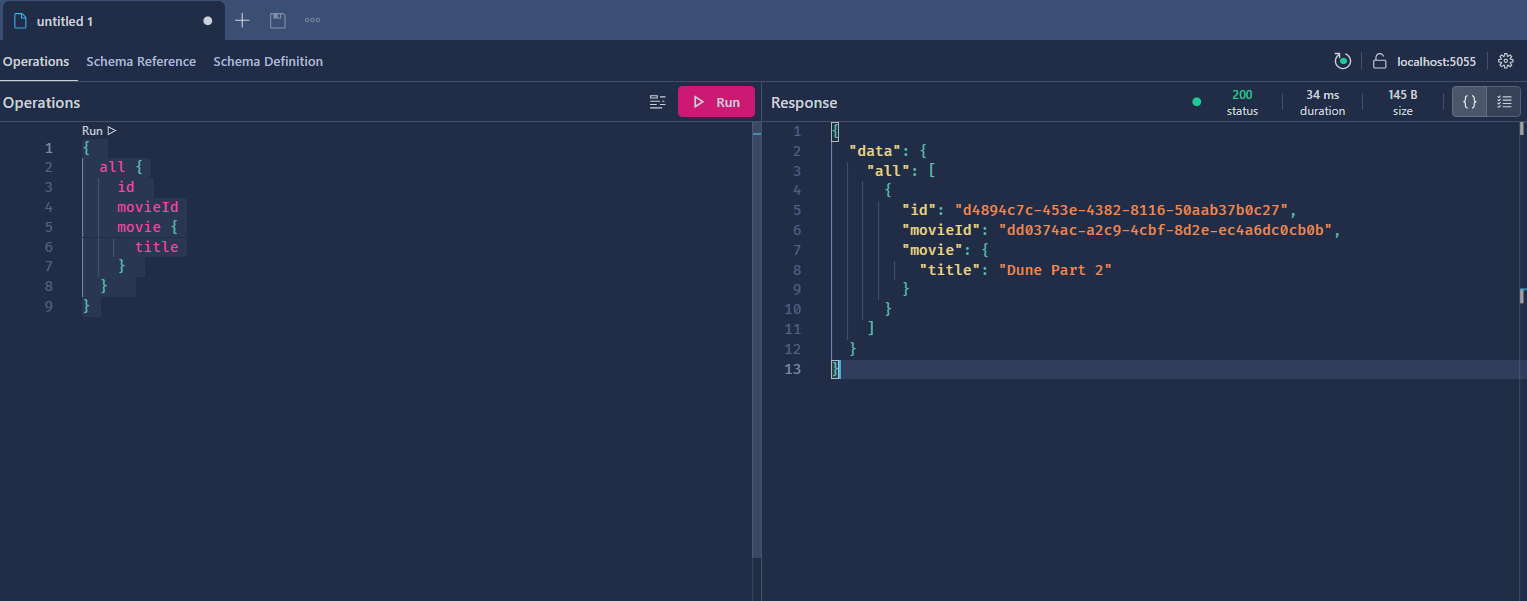 untitled 1
Operations Schema Reference Schema Definition localhost:5055
Operations Run Response 200 status 34 ms duration 145 B size {}
Run
1 {
2 all {
3 id
4 movieId
5 movie {
6 title
7 }
8 }
9 }
1 {
2 "data": {
3 "all": [
4 {
5 "id": "d4894c7c-453e-4382-8116-50aab37b0c27",
6 "movieId": "dd0374ac-a2c9-4cbf-8d2e-ec4a6dc0cb0b",
7 "movie": {
8 "title": "Dune Part 2"
9 }
10 }
11 ]
12 }
13 }